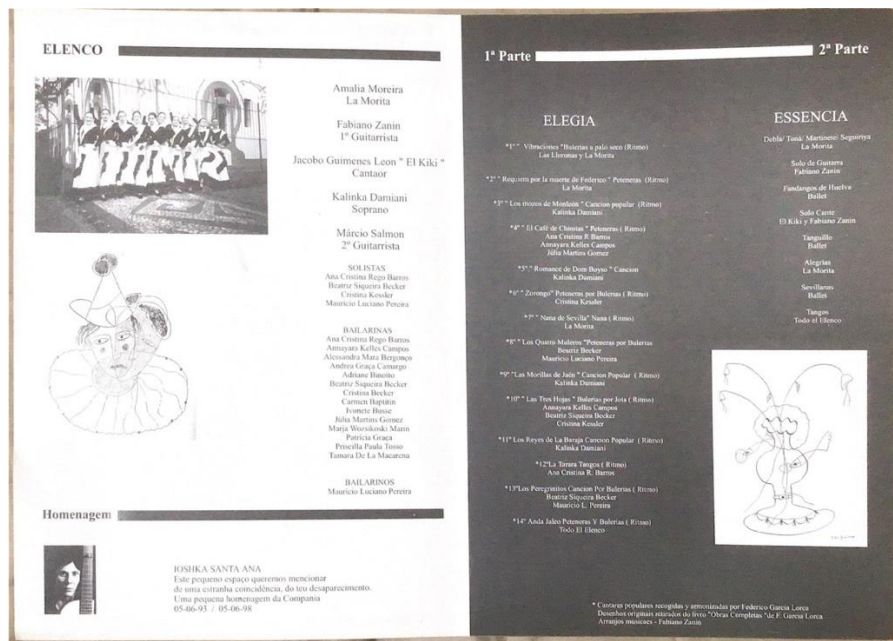 ELENCO
Amalia Moreira
La Morita
Fabiano Zanin
1º Guitarrista
Jacobo Guimenes Leon " El Kiki "
Cantaor
Kalinka Damiani
Soprano
Márcio Salmon
2º Guitarrista
SOLISTAS
Ana Cristina Rego Barros
Beatriz Siqueira Becker
Cristina Kessler
Mauricio Luciano Pereira
BAILARINAS
Ana Cristina Rego Barros
Annayara Kelles Campos
Alessandra Mara Bergonços
Andrea Graça Camargo
Adriane
Beatriz Siqueira Becker
Cristina Becker
Carmen
Ivonete Busse
Júlia Martins Gomez
Marja Worsikoski Mann
Patrícia Graça
Priscilla Paula Tosso
Tamara De La Macarena
BAILARINOS
Mauricio Luciano Pereira
Homenagem
IOSHKA SANTA ANA
Este pequeno espaço queremos mencionar
de uma estranha coincidência, do teu desaparecimento.
Uma pequena homenagem da Compania
05-06-93 / 05-06-98
1ª Parte
ELEGIA
*1º " Vibraciones "Bulerias a palo seco (Ritmo)
Las Lloronas y La Morita
*2º " Requiem por la muerte de Federico " Peteneras (Ritmo)
La Morita
*3º " Los mozos de Monleón " Cancion popular (Ritmo)
Kalinka Damiani
*4º " El Café de Chinitas " Peteneras ( Ritmo)
Ana Cristina R Barros
Annayara Kelles Campos
Júlia Martins Gomez
*5º " Romance de Dom Boyso " Cancion
Kalinka Damiani
*6º " Zorongo" Peteneras por Bulerias ( Ritmo)
Cristina Kessler
*7º " Nana de Sevilla" Nana ( Ritmo)
La Morita
*8º " Los Quatro Muleros "Peteneras por Bulerias
Beatriz Becker
Mauricio Luciano Pereira
*9º "Las Morillas de Jaén " Cancion Popular ( Ritmo)
Kalinka Damiani
*10º " Las Tres Hojas " Bulerias por Jota ( Ritmo)
Annayara Kelles Campos
Beatriz Siqueira Becker
Cristina Kessler
*11º Los Reyes de La Baraja Cancion Popular ( Ritmo)
Kalinka Damiani
*12ºLa Tarara Tangos ( Ritmo)
Ana Cristina R. Barros
*13ºLos Peregrinitos Cancion Por Bulerias ( Ritmo)
Beatriz Siqueira Becker
Mauricio L. Pereira
*14º Anda Jaleo Peteneras Y Bulerias ( Ritmo)
Todo El Elenco
2ª Parte
ESSENCIA
Debla/ Toná/ Martinete/ Seguiriya
La Morita
Solo de Guitarra
Fabiano Zanin
Fandangos de Huelva
Ballet
Solo Cante
El Kiki y Fabiano Zanin
Tanguillo
Ballet
Alegrias
La Morita
Sevillanas
Ballet
Tangos
Todo el Elenco
* Cantares populares recogidas y armonizadas por Federico Garcia Lorca
Desenhos originais retirados do livro "Obras Completas "de F. Garcia Lorca
Arranjos musicaes - Fabiano Zanin